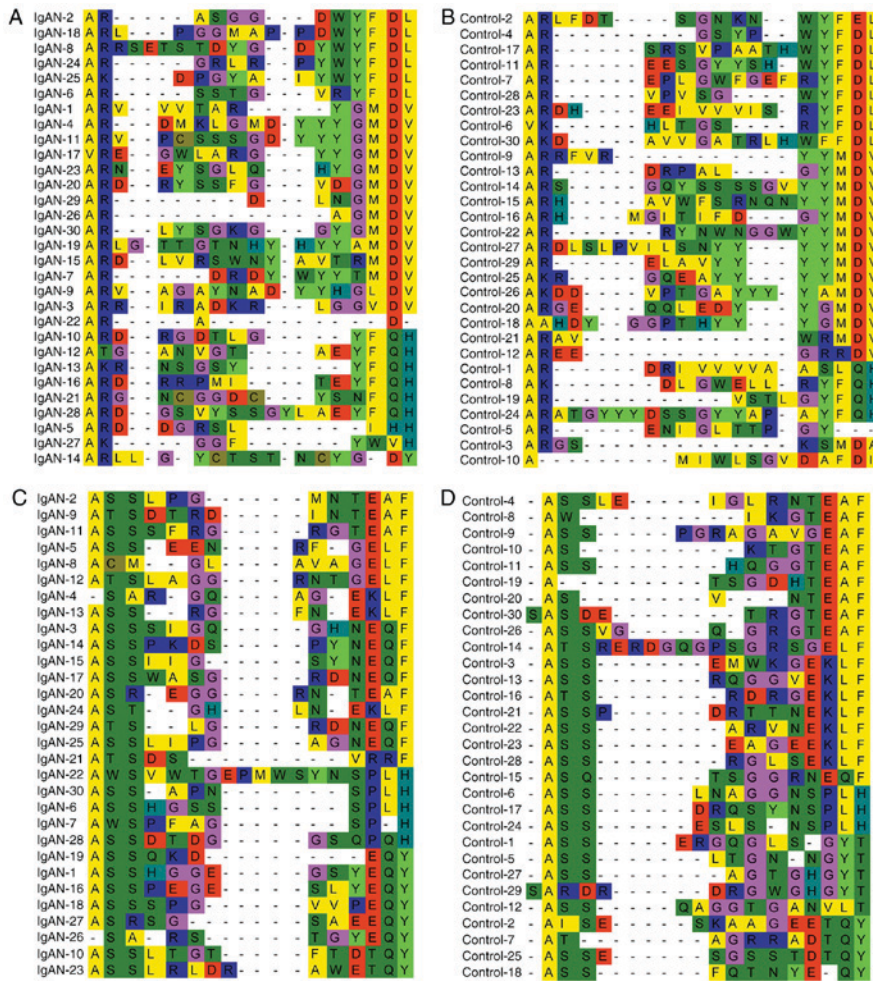 A
IgAN-2 A R - - - - A S G G - - - D W Y F D L
IgAN-18 A R L - - P G G M A P - P D W Y F D L
IgAN-8 A R R S E T S T D Y G - D Y W Y F D L
IgAN-24 A R - - - - - G R L R - P Y W Y F D L
IgAN-25 A K - - - D P G Y A - - I Y W Y F D L
IgAN-6 A R - - - - - S S T G - - V R Y F D L
IgAN-1 A R V - V V T A R - - - - - Y G M D V
IgAN-4 A R - - D M K L G M D - Y Y Y G M D V
IgAN-11 A R V - P C S S S G D - Y Y Y G M D V
IgAN-17 V R E - G W L A R G - - - Y Y G M D V
IgAN-23 A R N - E Y S G L Q - - - H Y G M D V
IgAN-20 A R D - R Y S S F G - - - V D G M D V
IgAN-29 A R - - - - - - - D - - - L N G M D V
IgAN-26 A R - - - - - - - - - - - - - A M D V
IgAN-30 A R - - L Y S G K G - - - Y Y G M D V
IgAN-19 A R L G T T G T N H Y - H Y Y A M D V
IgAN-15 A R D - L V R S W N Y - A V T R M D V
IgAN-7 A R - - - - - D R D Y - W Y Y T M D V
IgAN-9 A R V - A G A Y N A D - Y Y H G L D V
IgAN-3 A R R - I R A D K R - - - L G G V D V
IgAN-22 A R - - - - A - - - - - - - - - - D -
IgAN-10 A R D - R G D T L G - - - - - Y F Q H
IgAN-12 A T G - A N V G T - - - - A E Y F Q H
IgAN-13 A K R - N S G S Y - - - - - - Y F Q H
IgAN-16 A R D - R R P M I - - - - T E Y F Q H
IgAN-21 A R G - N C G G D C - - - - Y S N Q H
IgAN-28 A R D - G S V Y S S G Y L A E Y F Q H
IgAN-5 A R D - D G R S L - - - - - - - I Q H
IgAN-27 A R K - - - G G F - - - - - - Y W V H
IgAN-14 A R L L - G - Y C T S T - N C Y G - D Y
B
Control-2 A R L F D T - - - - S G N K N - - W Y F E L
Control-4 A R - - - - - - - - - G S Y P - - W Y F D L
Control-17 A K - - - - - - S R S V P A A T H W Y F D L
Control-11 A R - - - - - - E E S G Y Y S H - W Y F D L
Control-7 A R - - - - - - E P L G W F G E F R Y F D L
Control-28 A R - - - - - - V P V S G - - - - W Y F D L
Control-23 A R D H - - - - E E I V V V I S - R Y F D L
Control-6 V K - - - - - - H L T G S - - - - R Y F D L
Control-30 A K D - - - - - A V V G A T R L H W F F D L
Control-9 A R R F V R - - - - - - - - - - - Y Y M D V
Control-13 A R - - - - - - D R P A L - - - - G Y M D V
Control-14 A R S - - - - - G Q Y S S S S G V Y Y M D V
Control-15 A R H - - - - - A V W F S R N Q N Y Y M D V
Control-16 A R H - - - - M G I T I F D - - - G Y M D V
Control-22 A R - - - - - - - R Y N W N G G W Y Y M D V
Control-27 A R D L S L P V I L S N Y Y - - - Y Y M D V
Control-29 A R - - - - - - E L A V Y - - - - Y Y M D V
Control-25 A K R - - - - - G Q E A Y Y - - - Y Y M D V
Control-26 A K D D - - - - V P T G A Y Y Y - Y A M D V
Control-20 A R G E - - - - Q Q L E D Y - - - Y G M D V
Control-18 A A H D Y - G G P T H Y Y - - - Y G M D V
Control-21 A R A V - - - - - - - - - - - - - W R M D V
Control-12 A R E E - - - - - - - - - - - - - G R R D V
Control-1 A R - - - - - - D R I V V V V A - A S F Q H
Control-8 A K - - - - - - - D L G W E L L - R Y F Q H
Control-19 A R - - - - - - - - - - - V S T L G Y F Q H
Control-24 A R A T G Y Y Y D S S G Y Y A P - A Y F Q H
Control-5 A R G - - - - - E N I G L T T P - - Y F Q H
Control-3 A R G S - - - - - - - - - - - - - K S M D A
Control-10 A - - - - - - - - - M I W L S G V D A F D I
C
IgAN-2 A S S L P G - - - - - M N T E A F
IgAN-9 A T S D T R D - - - - I N T E A F
IgAN-11 A S S S F R G - - - - R G T E A F
IgAN-5 A S S - E E N - - - R F - G E L F
IgAN-8 A C M - - G L - - - A V A G E L F
IgAN-12 A T S L A G G - - - R N T G E L F
IgAN-4 - S A R - G Q - - - A G - E K L F
IgAN-13 A S S - - R G - - - F N - E K L F
IgAN-3 A S S S I G Q - - - - G H N E Q F
IgAN-14 A S S P K D S - - - - P Y N E Q F
IgAN-15 A S S I I G - - - - - S Y N E Q F
IgAN-17 A S S W A S G - - - - R D N E Q F
IgAN-20 A S R - E G G - - - R N - T E A F
IgAN-24 A S T - - G H - - - L N - E K L F
IgAN-29 A T S - - L G - - - - R D N E Q F
IgAN-25 A S S L I P G - - - - A G N E Q F
IgAN-21 A T S D S - - - - - - - - V R R F
IgAN-22 A W S V W T G E P M W S Y N S P L H
IgAN-30 A S S - A P N - - - - - - S P L H
IgAN-6 A S S H G S S - - - - - - S P L H
IgAN-7 A W S P F A G - - - - - - S P - H
IgAN-28 A S S D T D G - - - G S Q P Q H
IgAN-19 A S S Q K D - - - - - - - - E Q Y
IgAN-1 A S S H G G E - - - - G S Y E Q Y
IgAN-16 A S S P E G E - - - - S L Y E Q Y
IgAN-18 A S S S P G - - - - - V V P E Q Y
IgAN-27 A S S R S G - - - - - S A E E Q Y
IgAN-26 - S A - R S - - - - - T G Y E Q Y
IgAN-10 A S S L T G T - - - - F T D T Q Y
IgAN-23 A S S L R L D R - - - A W E T Q Y
D
Control-4 - A S S L E - - - - I G L R N T E A F
Control-8 - A W - - - - - - - - - I K G T E A F
Control-9 - A S S - - - - - P G R A G A V G E A F
Control-10 - A S S - - - - - - - - - K T G T E A F
Control-11 - A S S - - - - - - - - H Q G G T E A F
Control-19 - A - - - - - - - - T S G D H T E A F
Control-20 - A S - - - - - - - V - - N T E A F
Control-30 S A S D E - - - - - - - T R G T E A F
Control-26 - A S S V G - - - - Q - G R G T E A F
Control-14 - A T S R E R D G Q G P S G R S G E L F
Control-3 - A S S - - - - - - E M W K G E K L F
Control-13 - A S S - - - - - - R Q G G V E K L F
Control-16 - A T S - - - - - - - R D R G E K L F
Control-21 - A S S P - - - - - D R T T N E K L F
Control-22 - A S S - - - - - - - A R V N E K L F
Control-23 - A S S - - - - - - - E A G E E K L F
Control-28 - A S S - - - - - - - R G L S E K L F
Control-15 - A S Q - - - - - - T S G G R N E Q F
Control-6 - A S S - - - - - L N A G G N S P L H
Control-17 - A S S - - - - - D R Q S Y N S P L H
Control-24 - A S S - - - - - E S L S - N S P L H
Control-1 - A S S - - - - E R G Q G L S - G Y T
Control-5 - A S S - - - - - - L T G N - N G Y T
Control-27 - A S S - - - - - - - A G T G H G Y T
Control-29 S A R D R - - - - - D R G W G H G Y T
Control-12 - A S S - - - - Q A G G T G A N V L T
Control-2 - A I S E - - - - - S K A A G E E T Q Y
Control-7 - A T - - - - - - - A G R R A D T Q Y
Control-25 - A S S E - - - - - S G S S T D T Q Y
Control-18 - A S S - - - - - - F Q T N Y E - Q Y